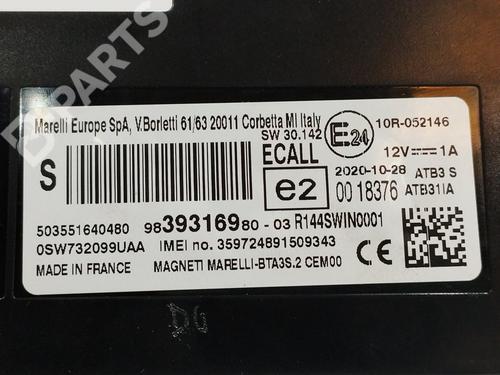 B-PARTS
Marelli Europe SpA, V.Borletti 61/63 20011 Corbetta MI Italy
SW 30.142
E24
10R-052146
ECALL
12V⎓1A
S
e2
2020-10-28 ATB3 S
00 18376 ATB31IA
503551640480
9839316980-03 R144SWIN0001
0SW732099UAA
IMEI no. 359724891509343
CE
MADE IN FRANCE
MAGNETI MARELLI-BTA3S.2 CEM00